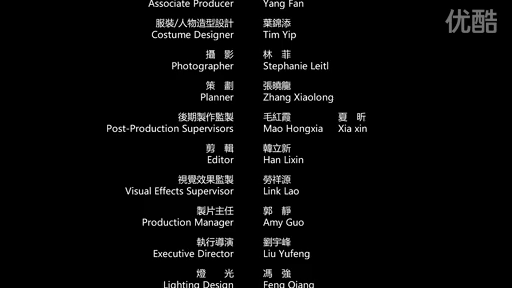 优酷
Associate Producer Yang Fan
服裝/人物造型設計 葉錦添
Costume Designer Tim Yip
攝 影 林 菲
Photographer Stephanie Leitl
策 劃 張曉龍
Planner Zhang Xiaolong
後期製作監製 毛紅霞 夏 昕
Post-Production Supervisors Mao Hongxia Xia xin
剪 輯 韓立新
Editor Han Lixin
視覺效果監製 勞祥源
Visual Effects Supervisor Link Lao
製片主任 郭 靜
Production Manager Amy Guo
執行導演 劉宇峰
Executive Director Liu Yufeng
燈 光 馮 強
Lighting Design Feng Qiang